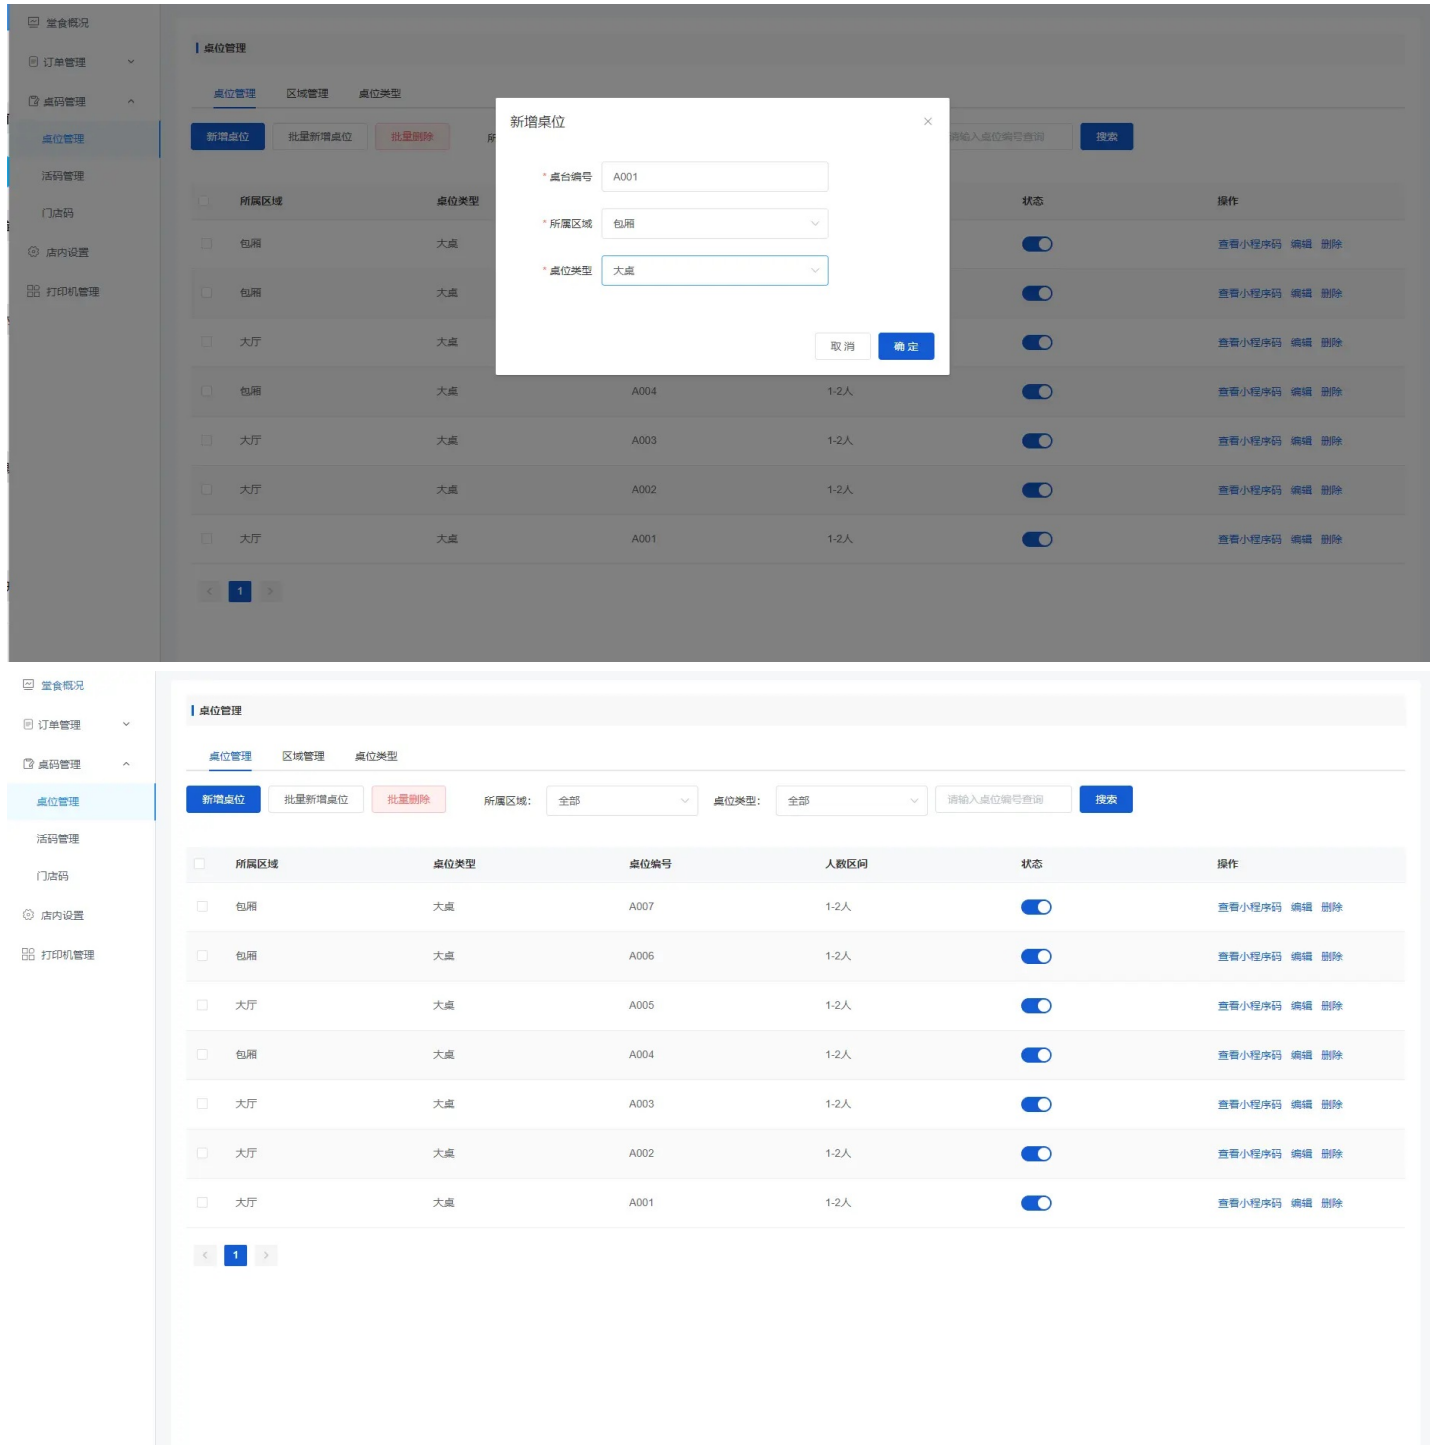 堂食概况
订单管理
桌码管理
桌位管理
活码管理
门店码
店内设置
打印机管理
桌位管理
桌位管理 区域管理 桌位类型
新增桌位 批量新增桌位 批量删除 请输入桌位编号查询 搜索
新增桌位
* 桌台编号 A001
* 所属区域 包厢
* 桌位类型 大桌
取 消 确 定
所属区域 桌位类型 状态 操作
包厢 大桌 查看小程序码 编辑 删除
包厢 大桌 查看小程序码 编辑 删除
大厅 大桌 查看小程序码 编辑 删除
包厢 大桌 A004 1-2人 查看小程序码 编辑 删除
大厅 大桌 A003 1-2人 查看小程序码 编辑 删除
大厅 大桌 A002 1-2人 查看小程序码 编辑 删除
大厅 大桌 A001 1-2人 查看小程序码 编辑 删除
1
堂食概况
订单管理
桌码管理
桌位管理
活码管理
门店码
店内设置
打印机管理
桌位管理
桌位管理 区域管理 桌位类型
新增桌位 批量新增桌位 批量删除 所属区域: 全部 桌位类型: 全部 请输入桌位编号查询 搜索
所属区域 桌位类型 桌位编号 人数区间 状态 操作
包厢 大桌 A007 1-2人 查看小程序码 编辑 删除
包厢 大桌 A006 1-2人 查看小程序码 编辑 删除
大厅 大桌 A005 1-2人 查看小程序码 编辑 删除
包厢 大桌 A004 1-2人 查看小程序码 编辑 删除
大厅 大桌 A003 1-2人 查看小程序码 编辑 删除
大厅 大桌 A002 1-2人 查看小程序码 编辑 删除
大厅 大桌 A001 1-2人 查看小程序码 编辑 删除
1